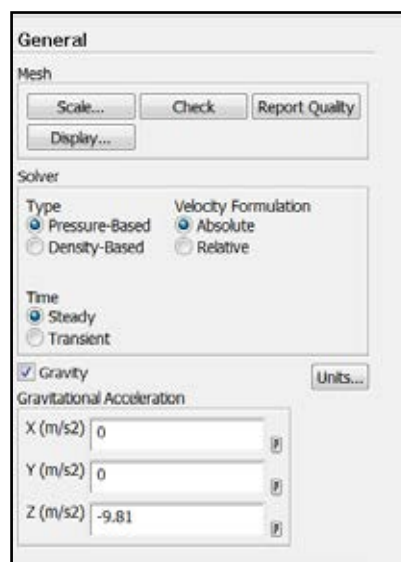 General
Mesh
Scale... Check Report Quality
Display...
Solver
Type Velocity Formulation
Pressure-Based Absolute
Density-Based Relative
Time
Steady
Transient
Gravity Units...
Gravitational Acceleration
X (m/s2) 0
Y (m/s2) 0
Z (m/s2) -9.81